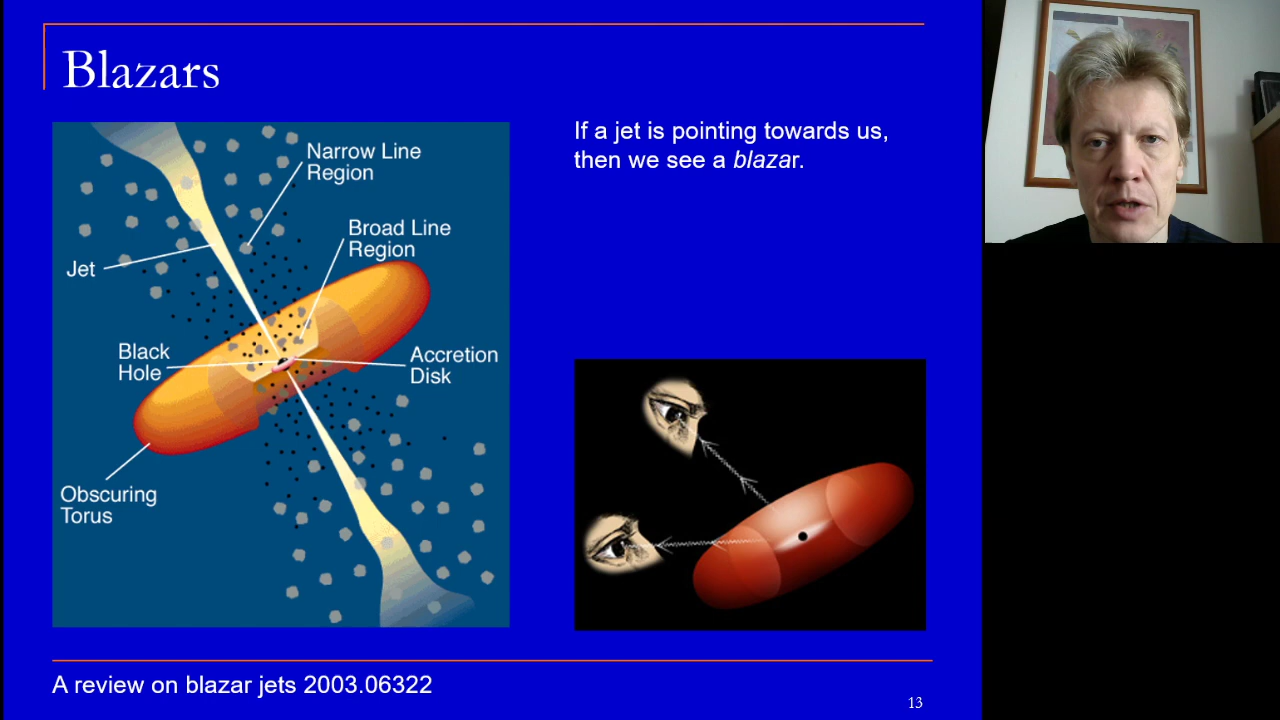 Blazars
Narrow Line
Region
Broad Line
Region
Jet
Black
Hole
Accretion
Disk
Obscuring
Torus
If a jet is pointing towards us,
then we see a blazar.
A review on blazar jets 2003.06322
13